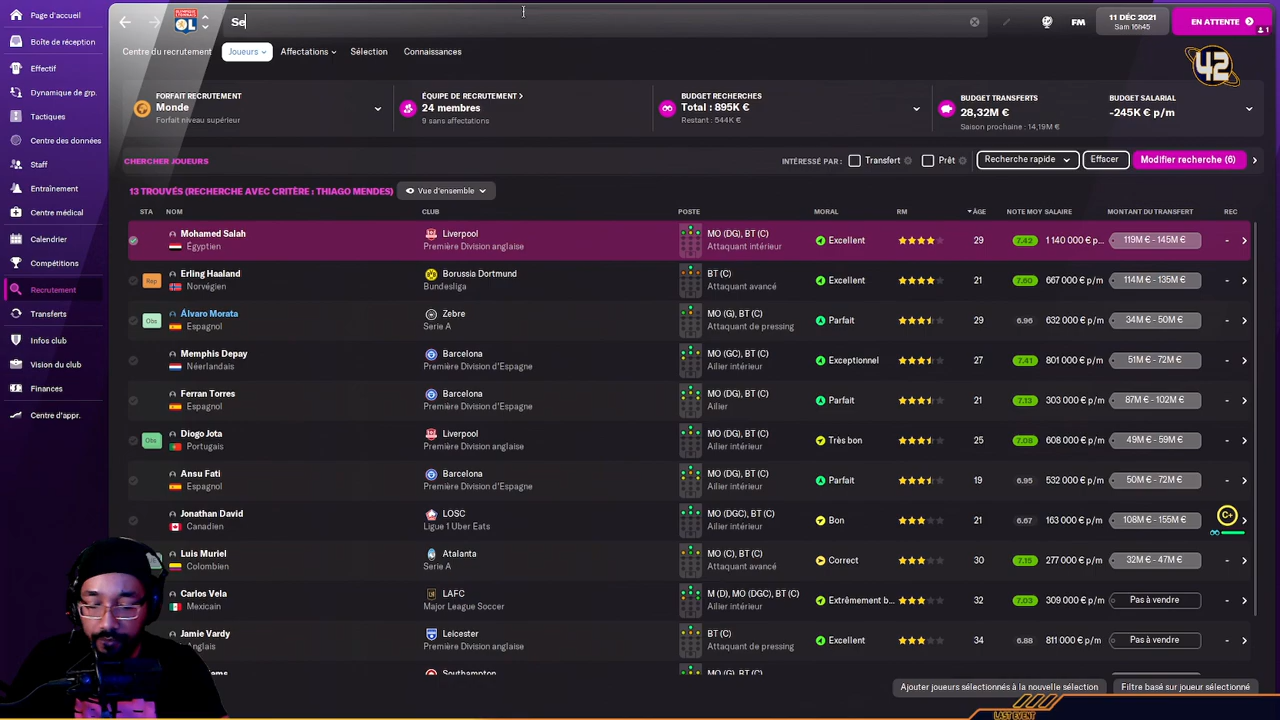 Page d'accueil
Boîte de réception
Effectif
Dynamique de grp.
Tactiques
Centre des données
Staff
Entraînement
Centre médical
Calendrier
Compétitions
Recrutement
Transferts
Infos club
Vision du club
Finances
Centre d'appr.
Se
FM
11 DÉC 2021
Sam 16h45
EN ATTENTE
1
Centre du recrutement
Joueurs
Affectations
Sélection
Connaissances
42
FORFAIT RECRUTEMENT
Monde
Forfait niveau supérieur
ÉQUIPE DE RECRUTEMENT >
24 membres
9 sans affectations
BUDGET RECHERCHES
Total : 895K €
Restant : 544K €
BUDGET TRANSFERTS
28,32M €
Saison prochaine : 14,19M €
BUDGET SALARIAL
-245K € p/m
CHERCHER JOUEURS
INTÉRESSÉ PAR :
Transfert
Prêt
Recherche rapide
Effacer
Modifier recherche (6)
13 TROUVÉS (RECHERCHE AVEC CRITÈRE : THIAGO MENDES)
Vue d'ensemble
STA NOM CLUB POSTE MORAL RM ÂGE NOTE MOY SALAIRE MONTANT DU TRANSFERT REC
Mohamed Salah Liverpool MO (DG), BT (C) Excellent 29 7.42 1 140 000 € p... 119M € - 145M € -
Égyptien Première Division anglaise Attaquant intérieur
Rep Erling Haaland Borussia Dortmund BT (C) Excellent 21 7.60 667 000 € p/m 114M € - 135M € -
Norvégien Bundesliga Attaquant avancé
Obs Álvaro Morata Zebre MO (G), BT (C) Parfait 29 6.96 632 000 € p/m 34M € - 50M € -
Espagnol Serie A Attaquant de pressing
Memphis Depay Barcelona MO (GC), BT (C) Exceptionnel 27 7.41 801 000 € p/m 51M € - 72M € -
Néerlandais Première Division d'Espagne Ailier intérieur
Ferran Torres Barcelona MO (DG), BT (C) Parfait 21 7.13 303 000 € p/m 87M € - 102M € -
Espagnol Première Division d'Espagne Ailier
Obs Diogo Jota Liverpool MO (DG), BT (C) Très bon 25 7.08 608 000 € p/m 49M € - 59M € -
Portugais Première Division anglaise Ailier intérieur
Ansu Fati Barcelona MO (DG), BT (C) Parfait 19 6.95 532 000 € p/m 50M € - 72M € -
Espagnol Première Division d'Espagne Ailier intérieur
Jonathan David LOSC MO (DGC), BT (C) Bon 21 6.67 163 000 € p/m 108M € - 155M € C+
Canadien Ligue 1 Uber Eats Ailier intérieur
Luis Muriel Atalanta MO (C), BT (C) Correct 30 7.15 277 000 € p/m 32M € - 47M € -
Colombien Serie A Attaquant avancé
Carlos Vela LAFC M (D), MO (DGC), BT (C) Extrêmement b... 32 7.03 309 000 € p/m Pas à vendre -
Mexicain Major League Soccer Ailier intérieur
Jamie Vardy Leicester BT (C) Excellent 34 6.88 811 000 € p/m Pas à vendre -
Anglais Première Division anglaise Attaquant avancé
Southampton MO (DG), BT (C)
Ajouter joueurs sélectionnés à la nouvelle sélection
Filtre basé sur joueur sélectionné
LAST EVENT